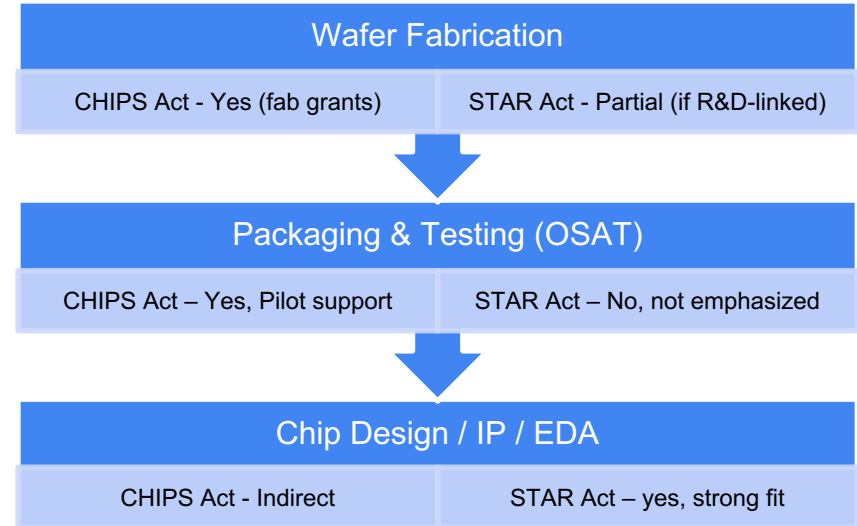 Wafer Fabrication
CHIPS Act - Yes (fab grants)
STAR Act - Partial (if R&D-linked)
Packaging & Testing (OSAT)
CHIPS Act – Yes, Pilot support
STAR Act – No, not emphasized
Chip Design / IP / EDA
CHIPS Act - Indirect
STAR Act – yes, strong fit